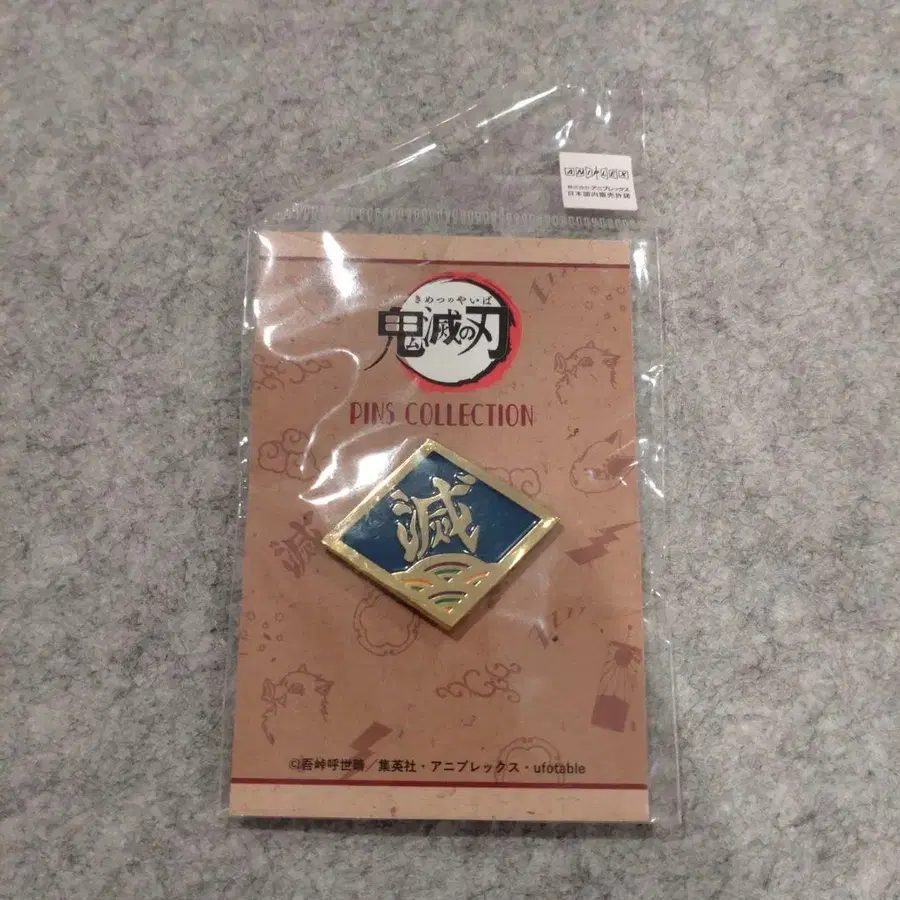 ANIPLEX
株式会社アニプレックス
日本国内販売許諾
きめつのやいば
鬼滅の刃
PINS COLLECTION
滅
滅
©吾峠呼世晴／集英社・アニプレックス・ufotable